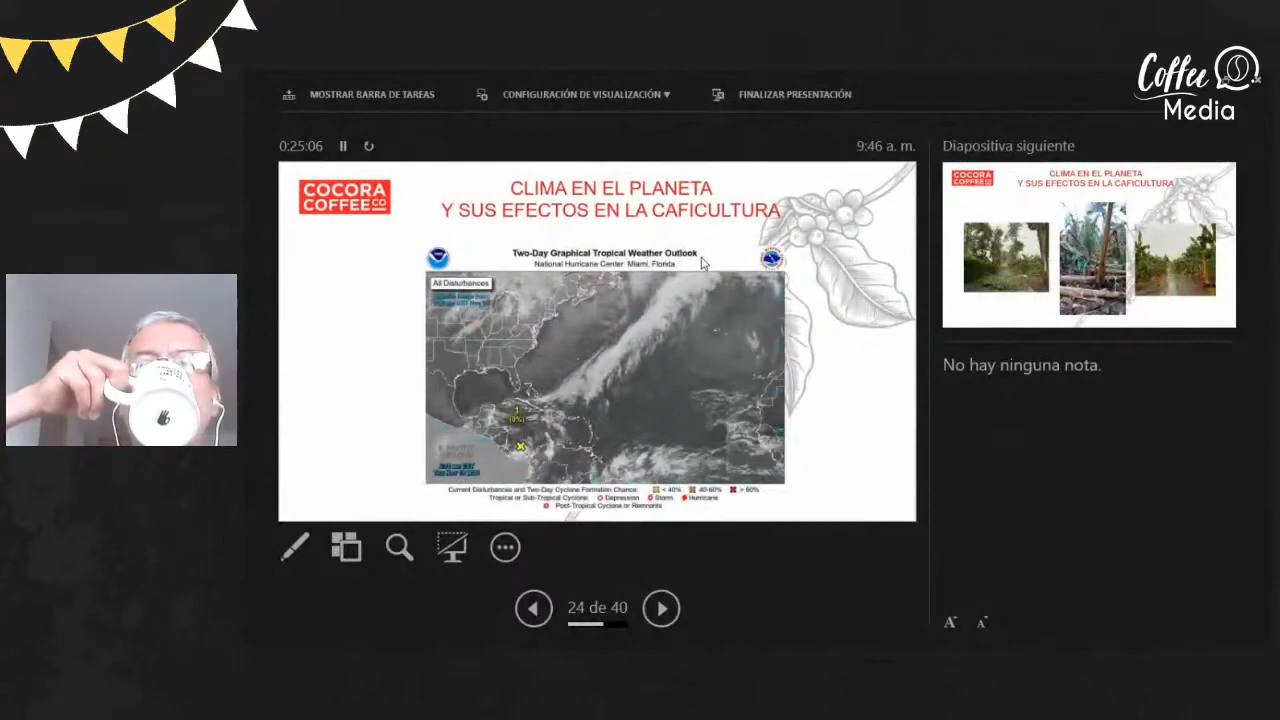 Coffee
Media
MOSTRAR BARRA DE TAREAS
CONFIGURACIÓN DE VISUALIZACIÓN ▼
FINALIZAR PRESENTACIÓN
0:25:06
9:46 a. m.
Diapositiva siguiente
COCORA
COFFEE CO
CLIMA EN EL PLANETA
Y SUS EFECTOS EN LA CAFICULTURA
Two-Day Graphical Tropical Weather Outlook
National Hurricane Center Miami, Florida
All Disturbances
1
(0%)
Current Disturbances and Two-Day Cyclone Formation Chance: < 40% 40-60% > 60%
Tropical or Sub-Tropical Cyclone: Depression Storm Hurricane
Post-Tropical Cyclone or Remnants
COCORA
COFFEE CO
CLIMA EN EL PLANETA
Y SUS EFECTOS EN LA CAFICULTURA
No hay ninguna nota.
24 de 40
A A